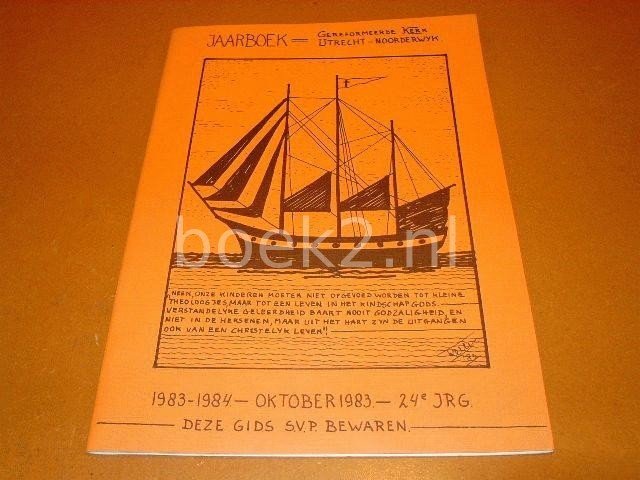 JAARBOEK — GEREFORMEERDE KERK
UTRECHT - NOORDERWYK.
boek2.nl
„NEEN, ONZE KINDEREN MOETEN NIET OPGEVOED WORDEN TOT KLEINE
THEOLOOGJES, MAAR TOT EEN LEVEN IN HET KINDSCHAP GODS.
VERSTANDELYKE GELEERDHEID BAART NOOIT GODZALIGHEID, EN
NIET IN DE HERSENEN, MAAR UIT HET HART ZYN DE UITGANGEN
OOK VAN EEN CHRISTELYK LEVEN"!
83
1983-1984. — OKTOBER 1983. — 24e JRG.
DEZE GIDS S.V.P. BEWAREN.